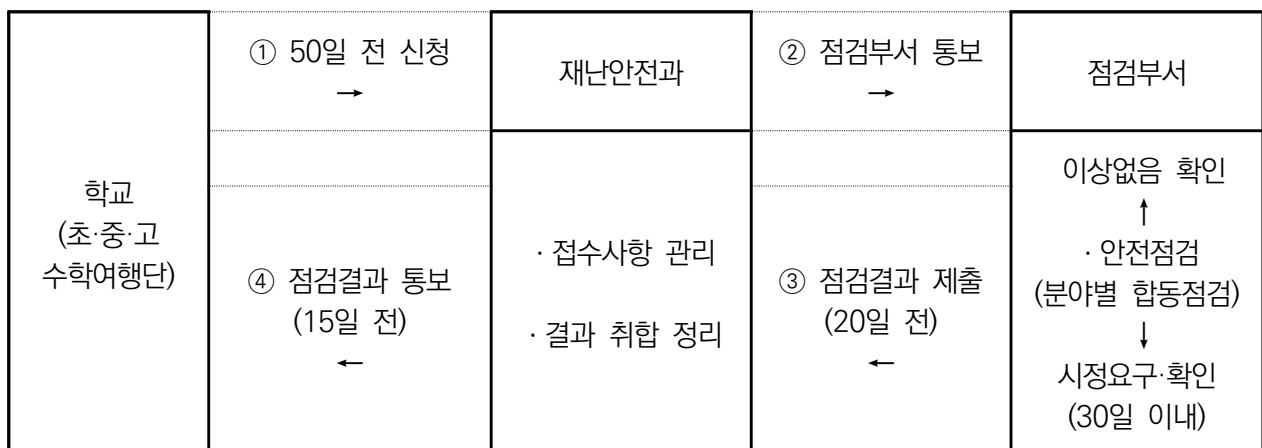 학교
(초·중·고
수학여행단)
① 50일 전 신청
→
재난안전과
② 점검부서 통보
→
점검부서
④ 점검결과 통보
(15일 전)
←
· 접수사항 관리
· 결과 취합 정리
③ 점검결과 제출
(20일 전)
←
이상없음 확인
↑
· 안전점검
(분야별 합동점검)
↓
시정요구·확인
(30일 이내)